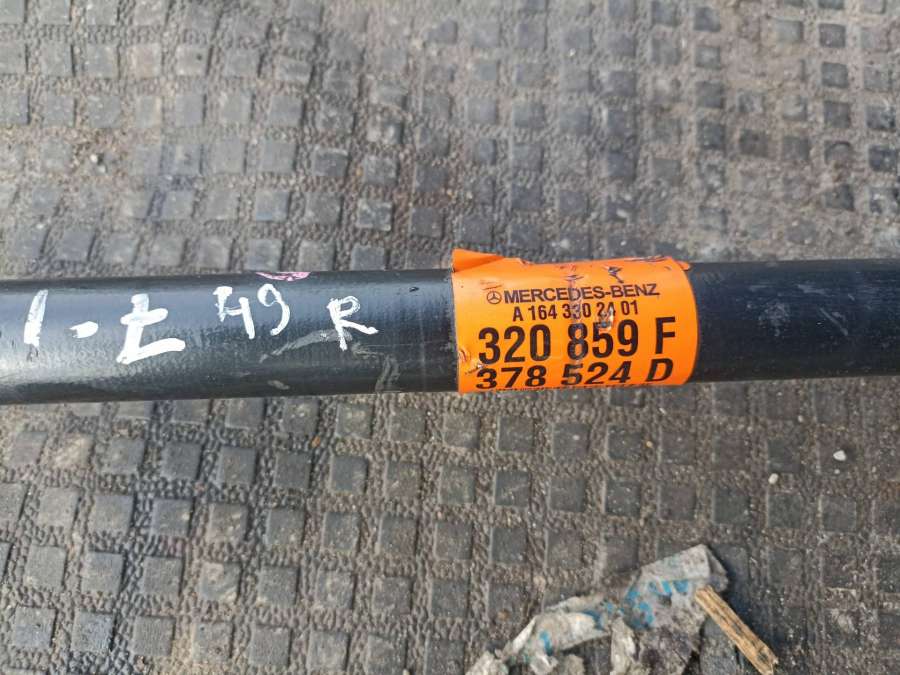 1-Ł 49 R
MERCEDES-BENZ
A 164 330 24 01
320 859 F
378 524 D